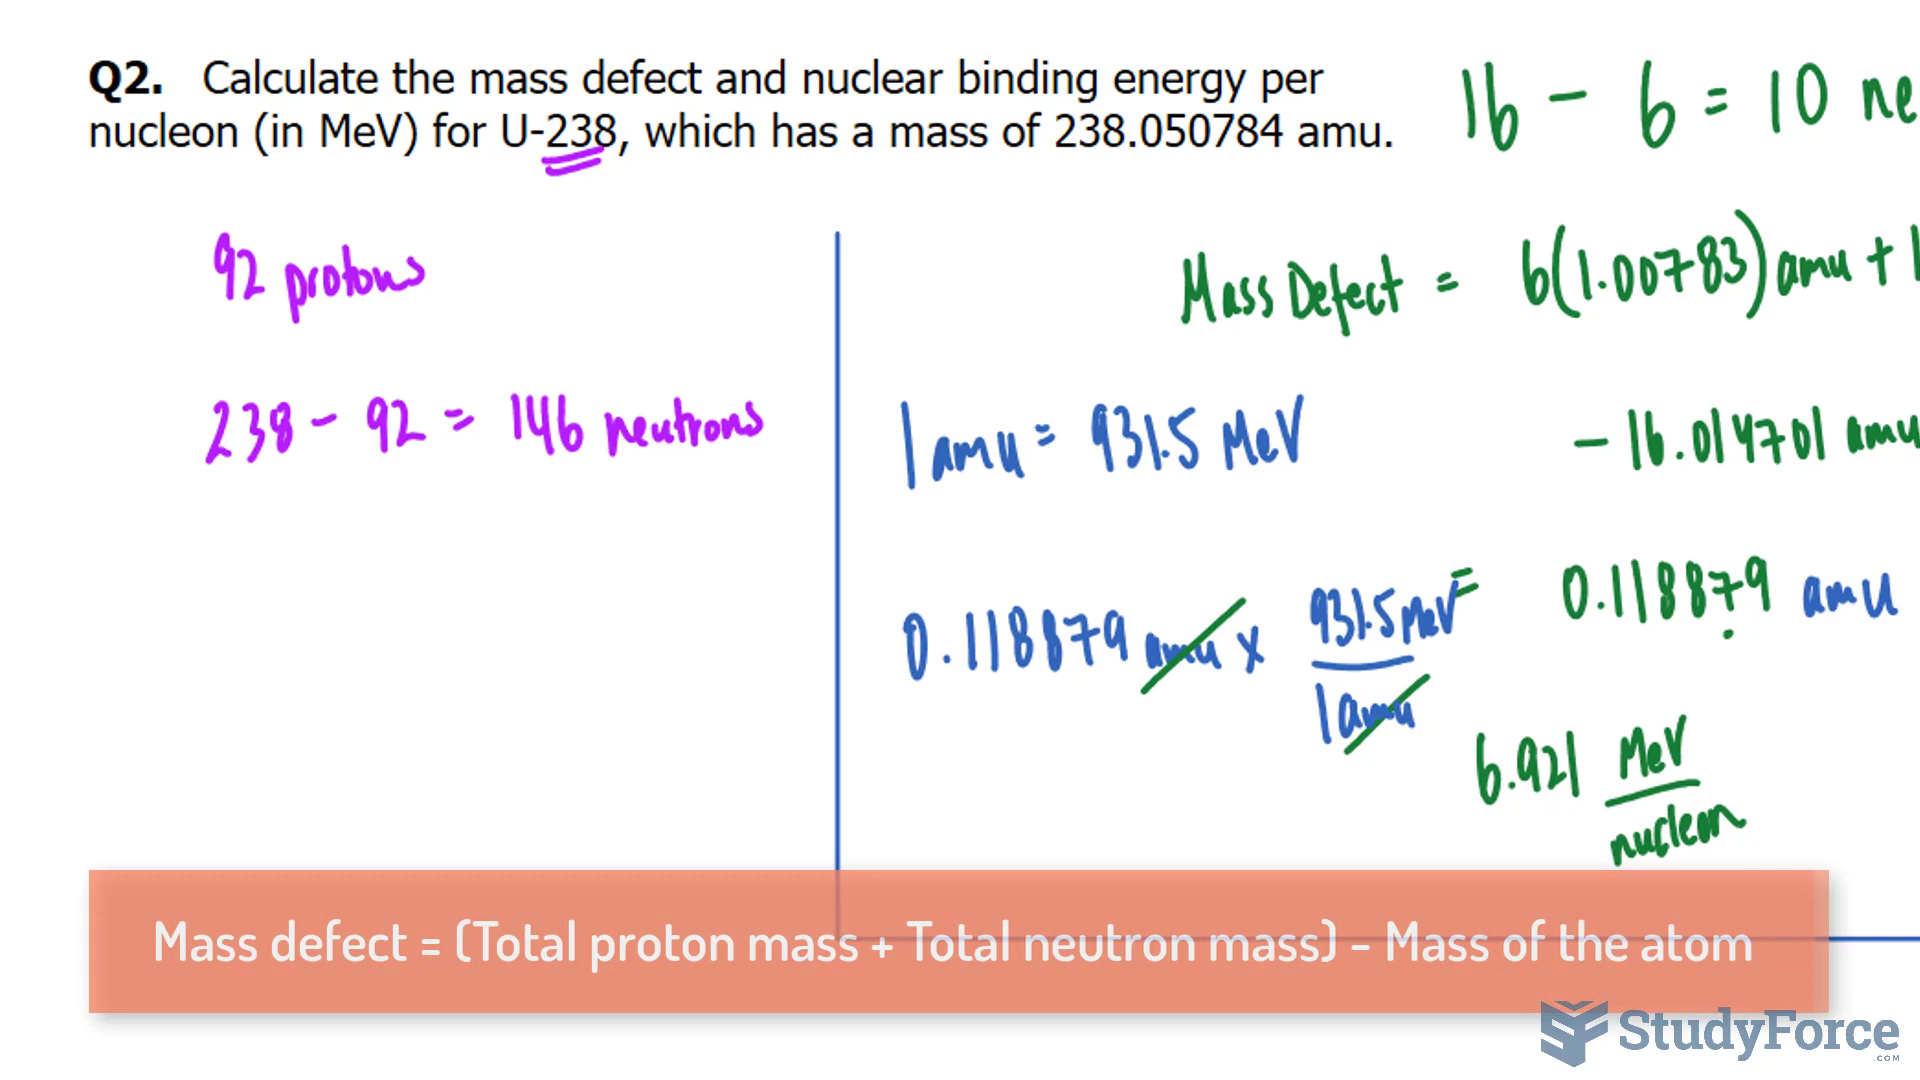 Q2. Calculate the mass defect and nuclear binding energy per
nucleon (in MeV) for U-238, which has a mass of 238.050784 amu.
92 protons
238 - 92 = 146 neutrons
16 - 6 = 10 ne
Mass Defect = 6(1.00783) amu + 1
- 16.014701 amu
= 0.118879 amu
1 amu = 931.5 MeV
0.118879 amu x 931.5 MeV
1 amu
6.921 MeV
nucleon
Mass defect = (Total proton mass + Total neutron mass) - Mass of the atom
StudyForce
.COM